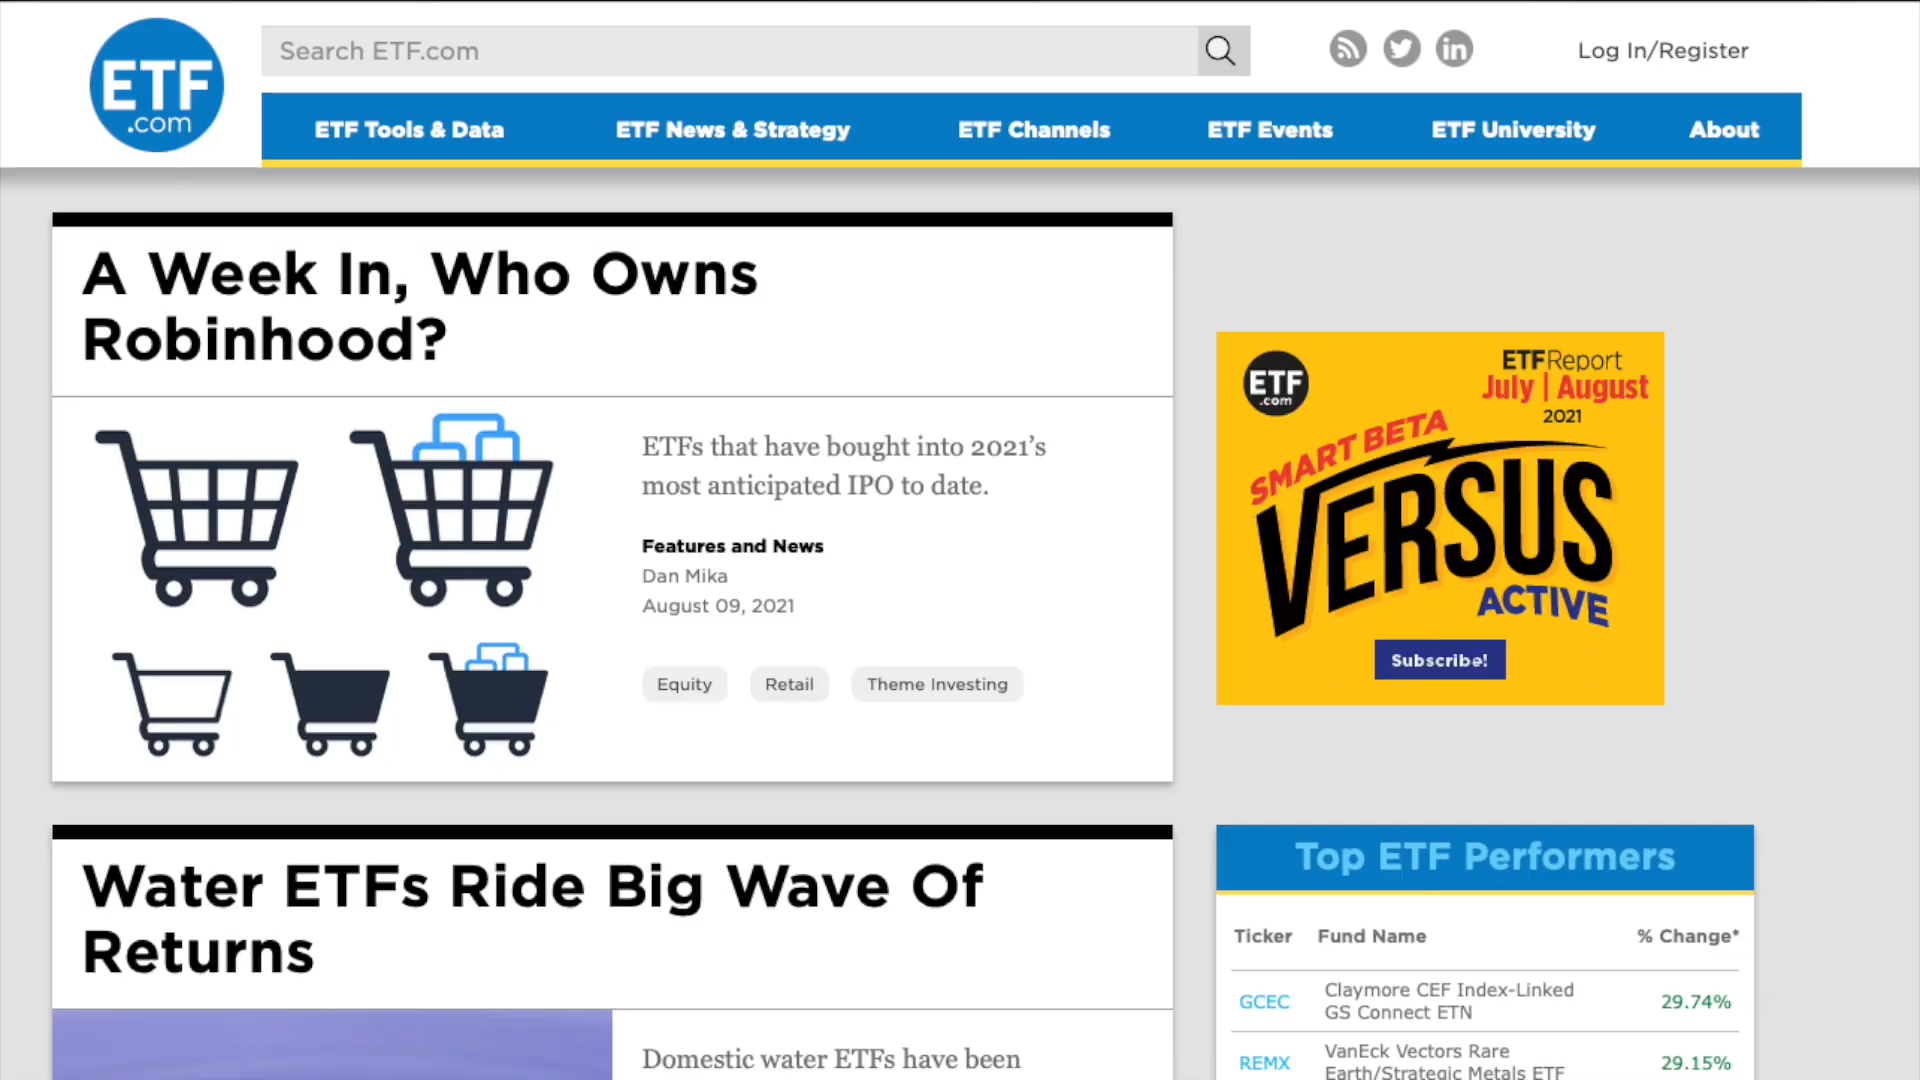 ETF
.com
Search ETF.com
Log In/Register
ETF Tools & Data
ETF News & Strategy
ETF Channels
ETF Events
ETF University
About
A Week In, Who Owns
Robinhood?
ETFs that have bought into 2021’s
most anticipated IPO to date.
Features and News
Dan Mika
August 09, 2021
Equity
Retail
Theme Investing
ETF
.com
ETFReport
July | August
2021
SMART BETA
VERSUS
ACTIVE
Subscribe!
Water ETFs Ride Big Wave Of
Returns
Domestic water ETFs have been
Top ETF Performers
Ticker Fund Name % Change*
GCEC Claymore CEF Index-Linked
GS Connect ETN 29.74%
REMX VanEck Vectors Rare
Earth/Strategic Metals ETF 29.15%